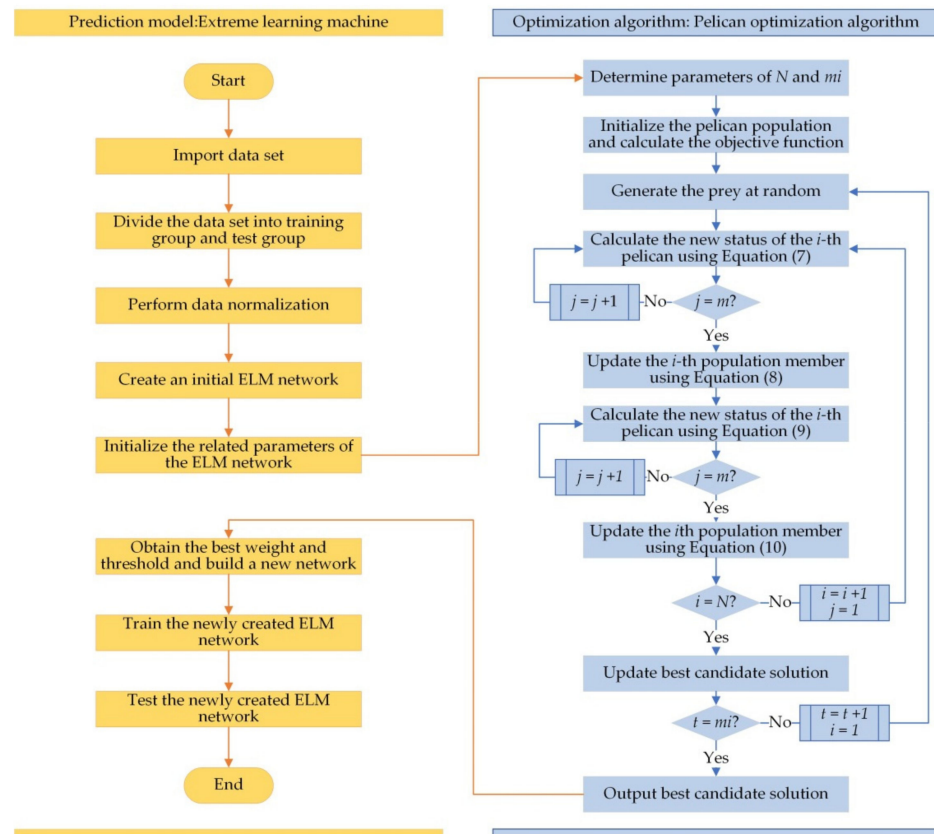 Prediction model:Extreme learning machine
Start
Import data set
Divide the data set into training
group and test group
Perform data normalization
Create an initial ELM network
Initialize the related parameters of
the ELM network
Obtain the best weight and
threshold and build a new network
Train the newly created ELM
network
Test the newly created ELM
network
End
Optimization algorithm: Pelican optimization algorithm
Determine parameters of N and mi
Initialize the pelican population
and calculate the objective function
Generate the prey at random
Calculate the new status of the i-th
pelican using Equation (7)
j = j +1
No
j = m?
Yes
Update the i-th population member
using Equation (8)
Calculate the new status of the i-th
pelican using Equation (9)
j = j +1
No
j = m?
Yes
Update the ith population member
using Equation (10)
i = N?
No
i = i +1
j = 1
Yes
Update best candidate solution
t = mi?
No
t = t +1
i = 1
Yes
Output best candidate solution